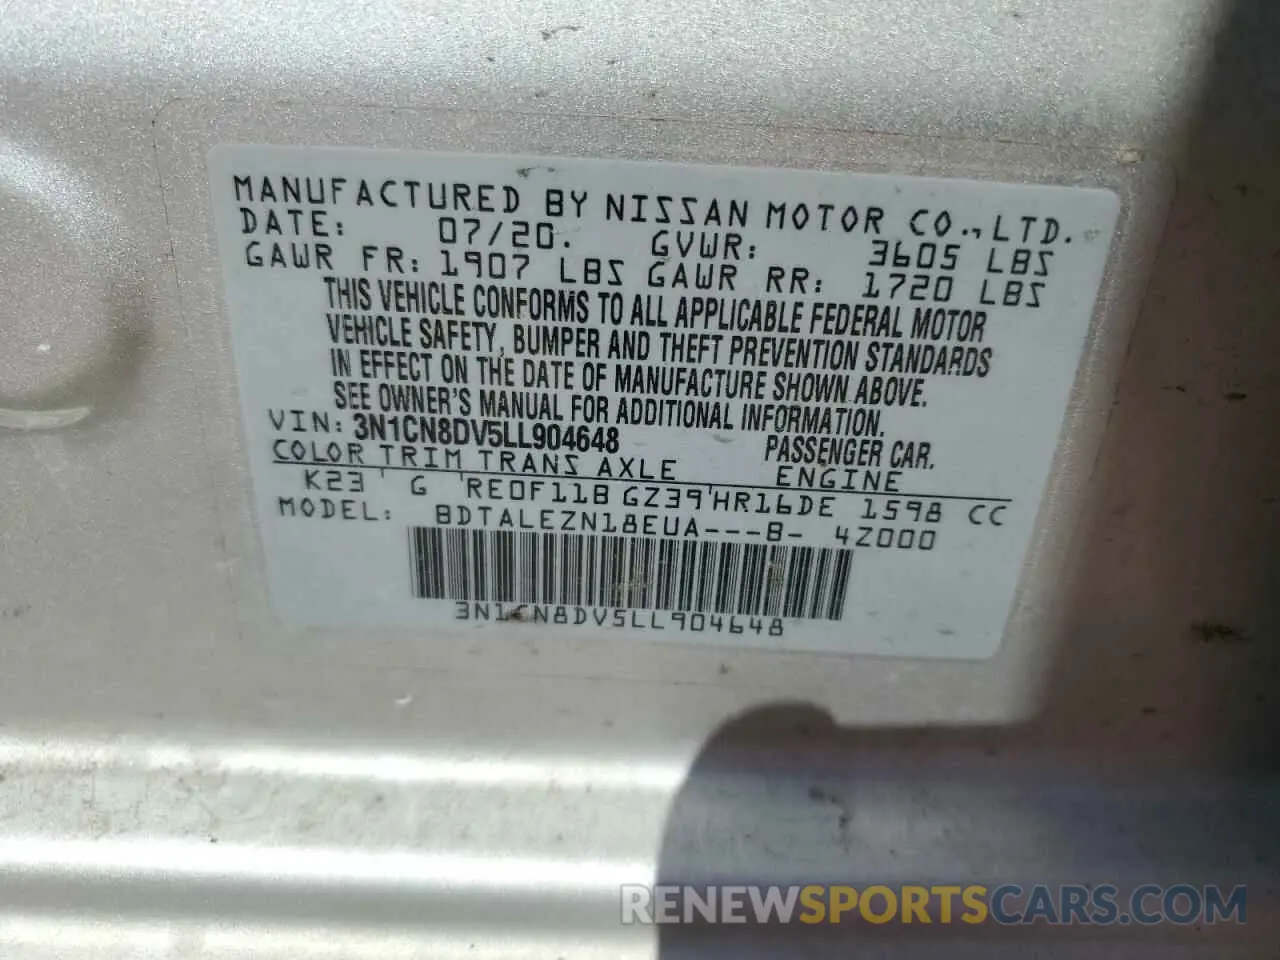 MANUFACTURED BY NISSAN MOTOR CO.,LTD.
DATE: 07/20. GVWR: 3605 LBS
GAWR FR: 1907 LBS GAWR RR: 1720 LBS
THIS VEHICLE CONFORMS TO ALL APPLICABLE FEDERAL MOTOR
VEHICLE SAFETY, BUMPER AND THEFT PREVENTION STANDARDS
IN EFFECT ON THE DATE OF MANUFACTURE SHOWN ABOVE.
SEE OWNER'S MANUAL FOR ADDITIONAL INFORMATION.
VIN: 3N1CN8DV5LL904648 PASSENGER CAR.
COLOR TRIM TRANS AXLE ENGINE
K23 ' G 'RE0F11B GZ39'HR16DE 1598 CC
MODEL: BDTALEZN18EUA---B- 4Z000
3N1CN8DV5LL904648
RENEWSPORTSCARS.COM